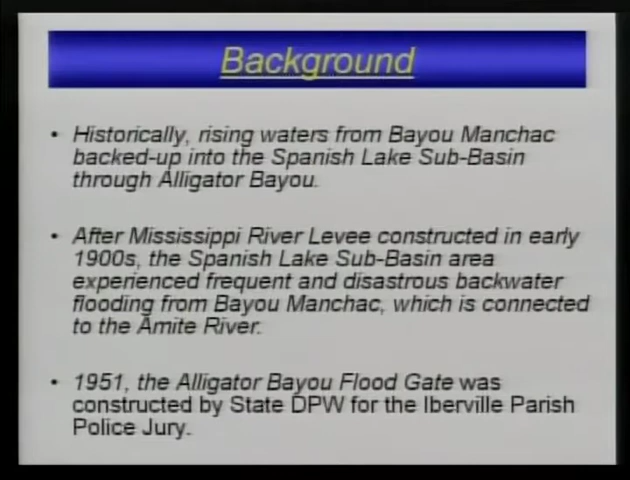 Background
• Historically, rising waters from Bayou Manchac
backed-up into the Spanish Lake Sub-Basin
through Alligator Bayou.
• After Mississippi River Levee constructed in early
1900s, the Spanish Lake Sub-Basin area
experienced frequent and disastrous backwater
flooding from Bayou Manchac, which is connected
to the Amite River.
• 1951, the Alligator Bayou Flood Gate was
constructed by State DPW for the Iberville Parish
Police Jury.